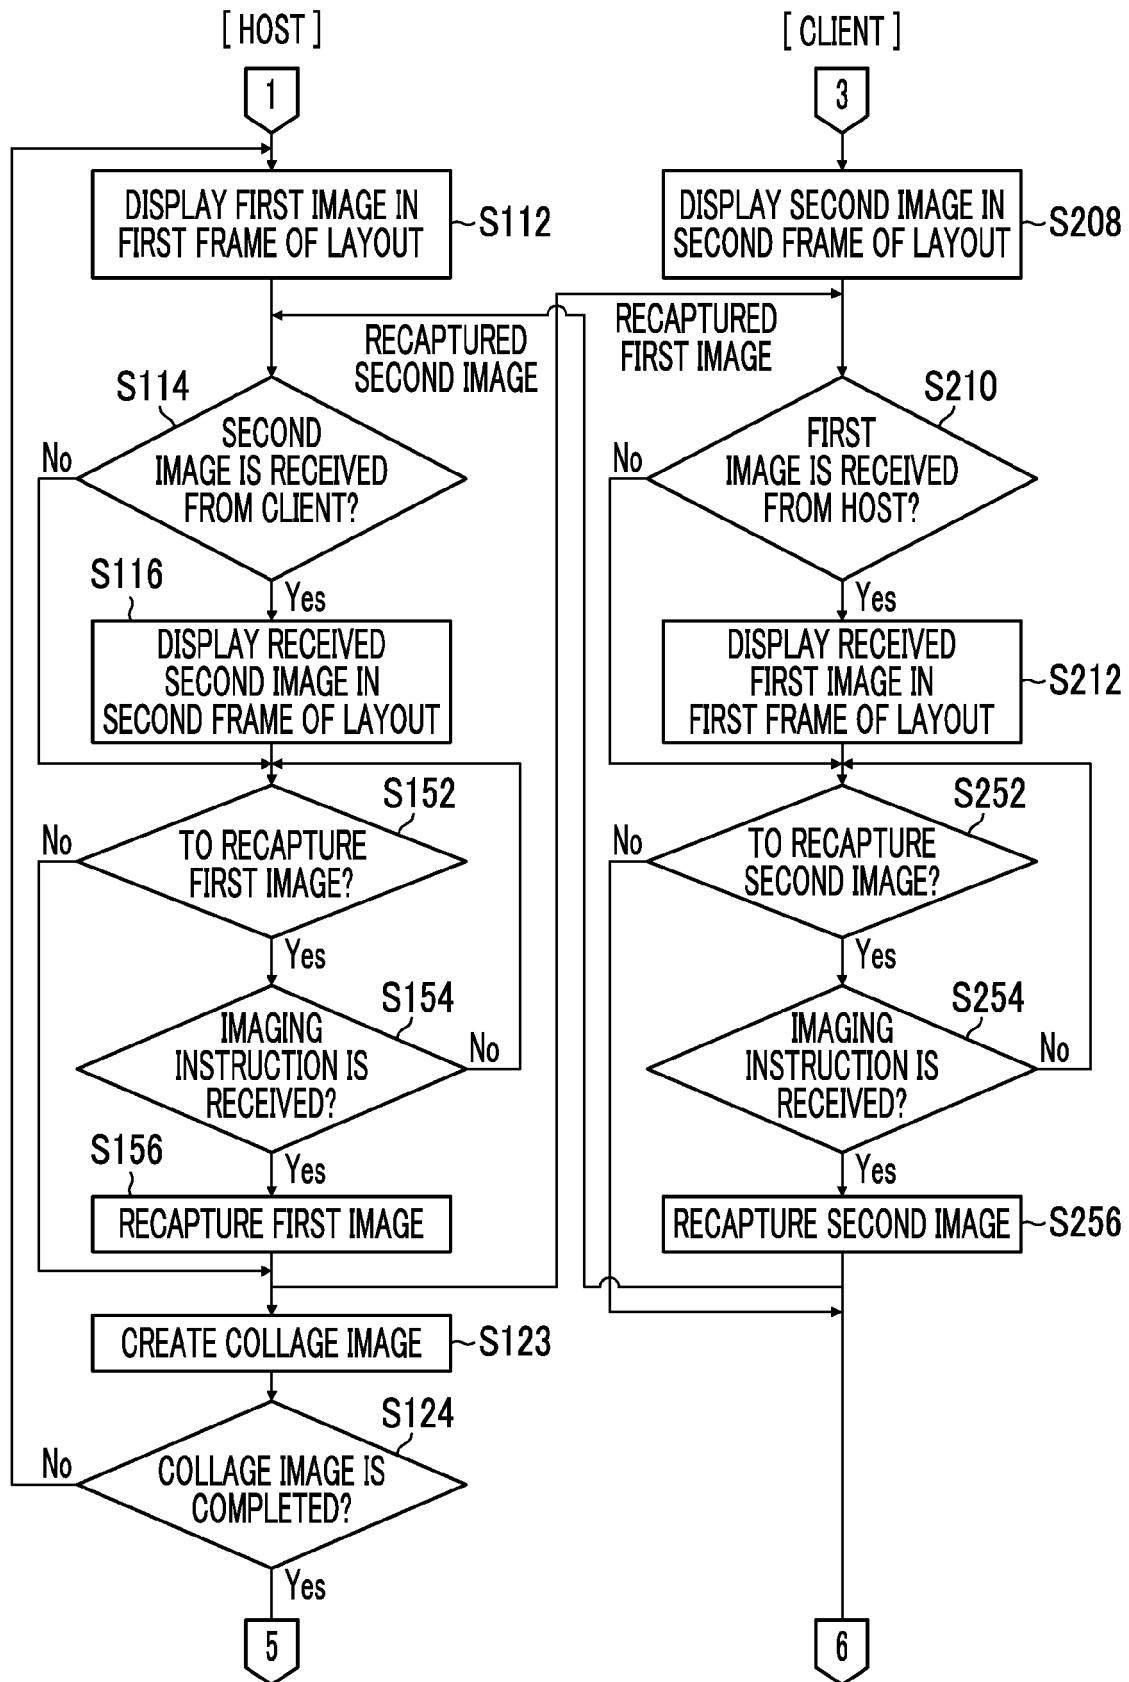 [ HOST ]
1
DISPLAY FIRST IMAGE IN
FIRST FRAME OF LAYOUT
S112
RECAPTURED
SECOND IMAGE
S114
SECOND
IMAGE IS RECEIVED
FROM CLIENT?
No
Yes
S116
DISPLAY RECEIVED
SECOND IMAGE IN
SECOND FRAME OF LAYOUT
S152
TO RECAPTURE
FIRST IMAGE?
No
Yes
S154
IMAGING
INSTRUCTION IS
RECEIVED?
No
Yes
S156
RECAPTURE FIRST IMAGE
CREATE COLLAGE IMAGE
S123
S124
COLLAGE IMAGE IS
COMPLETED?
No
Yes
5
[ CLIENT ]
3
DISPLAY SECOND IMAGE IN
SECOND FRAME OF LAYOUT
S208
RECAPTURED
FIRST IMAGE
S210
FIRST
IMAGE IS RECEIVED
FROM HOST?
No
Yes
DISPLAY RECEIVED
FIRST IMAGE IN
FIRST FRAME OF LAYOUT
S212
S252
TO RECAPTURE
SECOND IMAGE?
No
Yes
S254
IMAGING
INSTRUCTION IS
RECEIVED?
No
Yes
RECAPTURE SECOND IMAGE
S256
6